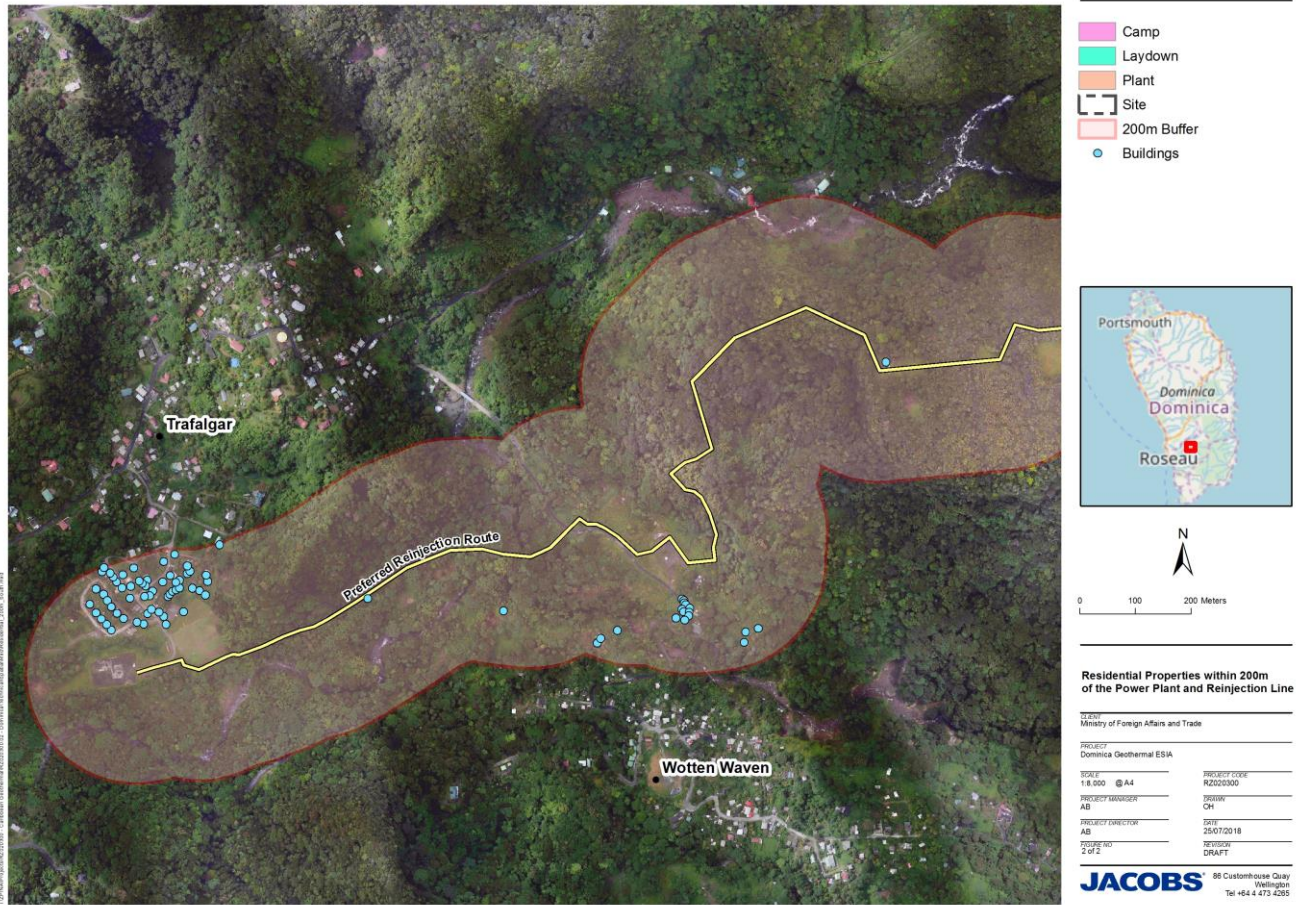 Camp
Laydown
Plant
Site
200m Buffer
Buildings
Trafalgar
Preferred Reinjection Route
Wotten Waven
Portsmouth
Dominica
Dominica
Roseau
N
0 100 200 Meters
Residential Properties within 200m
of the Power Plant and Reinjection Line
CLIENT
Ministry of Foreign Affairs and Trade
PROJECT
Dominica Geothermal ESIA
SCALE PROJECT CODE
1:8,000 @ A4 RZ020300
PROJECT MANAGER DRAWN
AB OH
PROJECT DIRECTOR DATE
AB 25/07/2018
FIGURE NO REVISION
2 of 2 DRAFT
JACOBS
86 Customhouse Quay
Wellington
Tel +64 4 473 4265